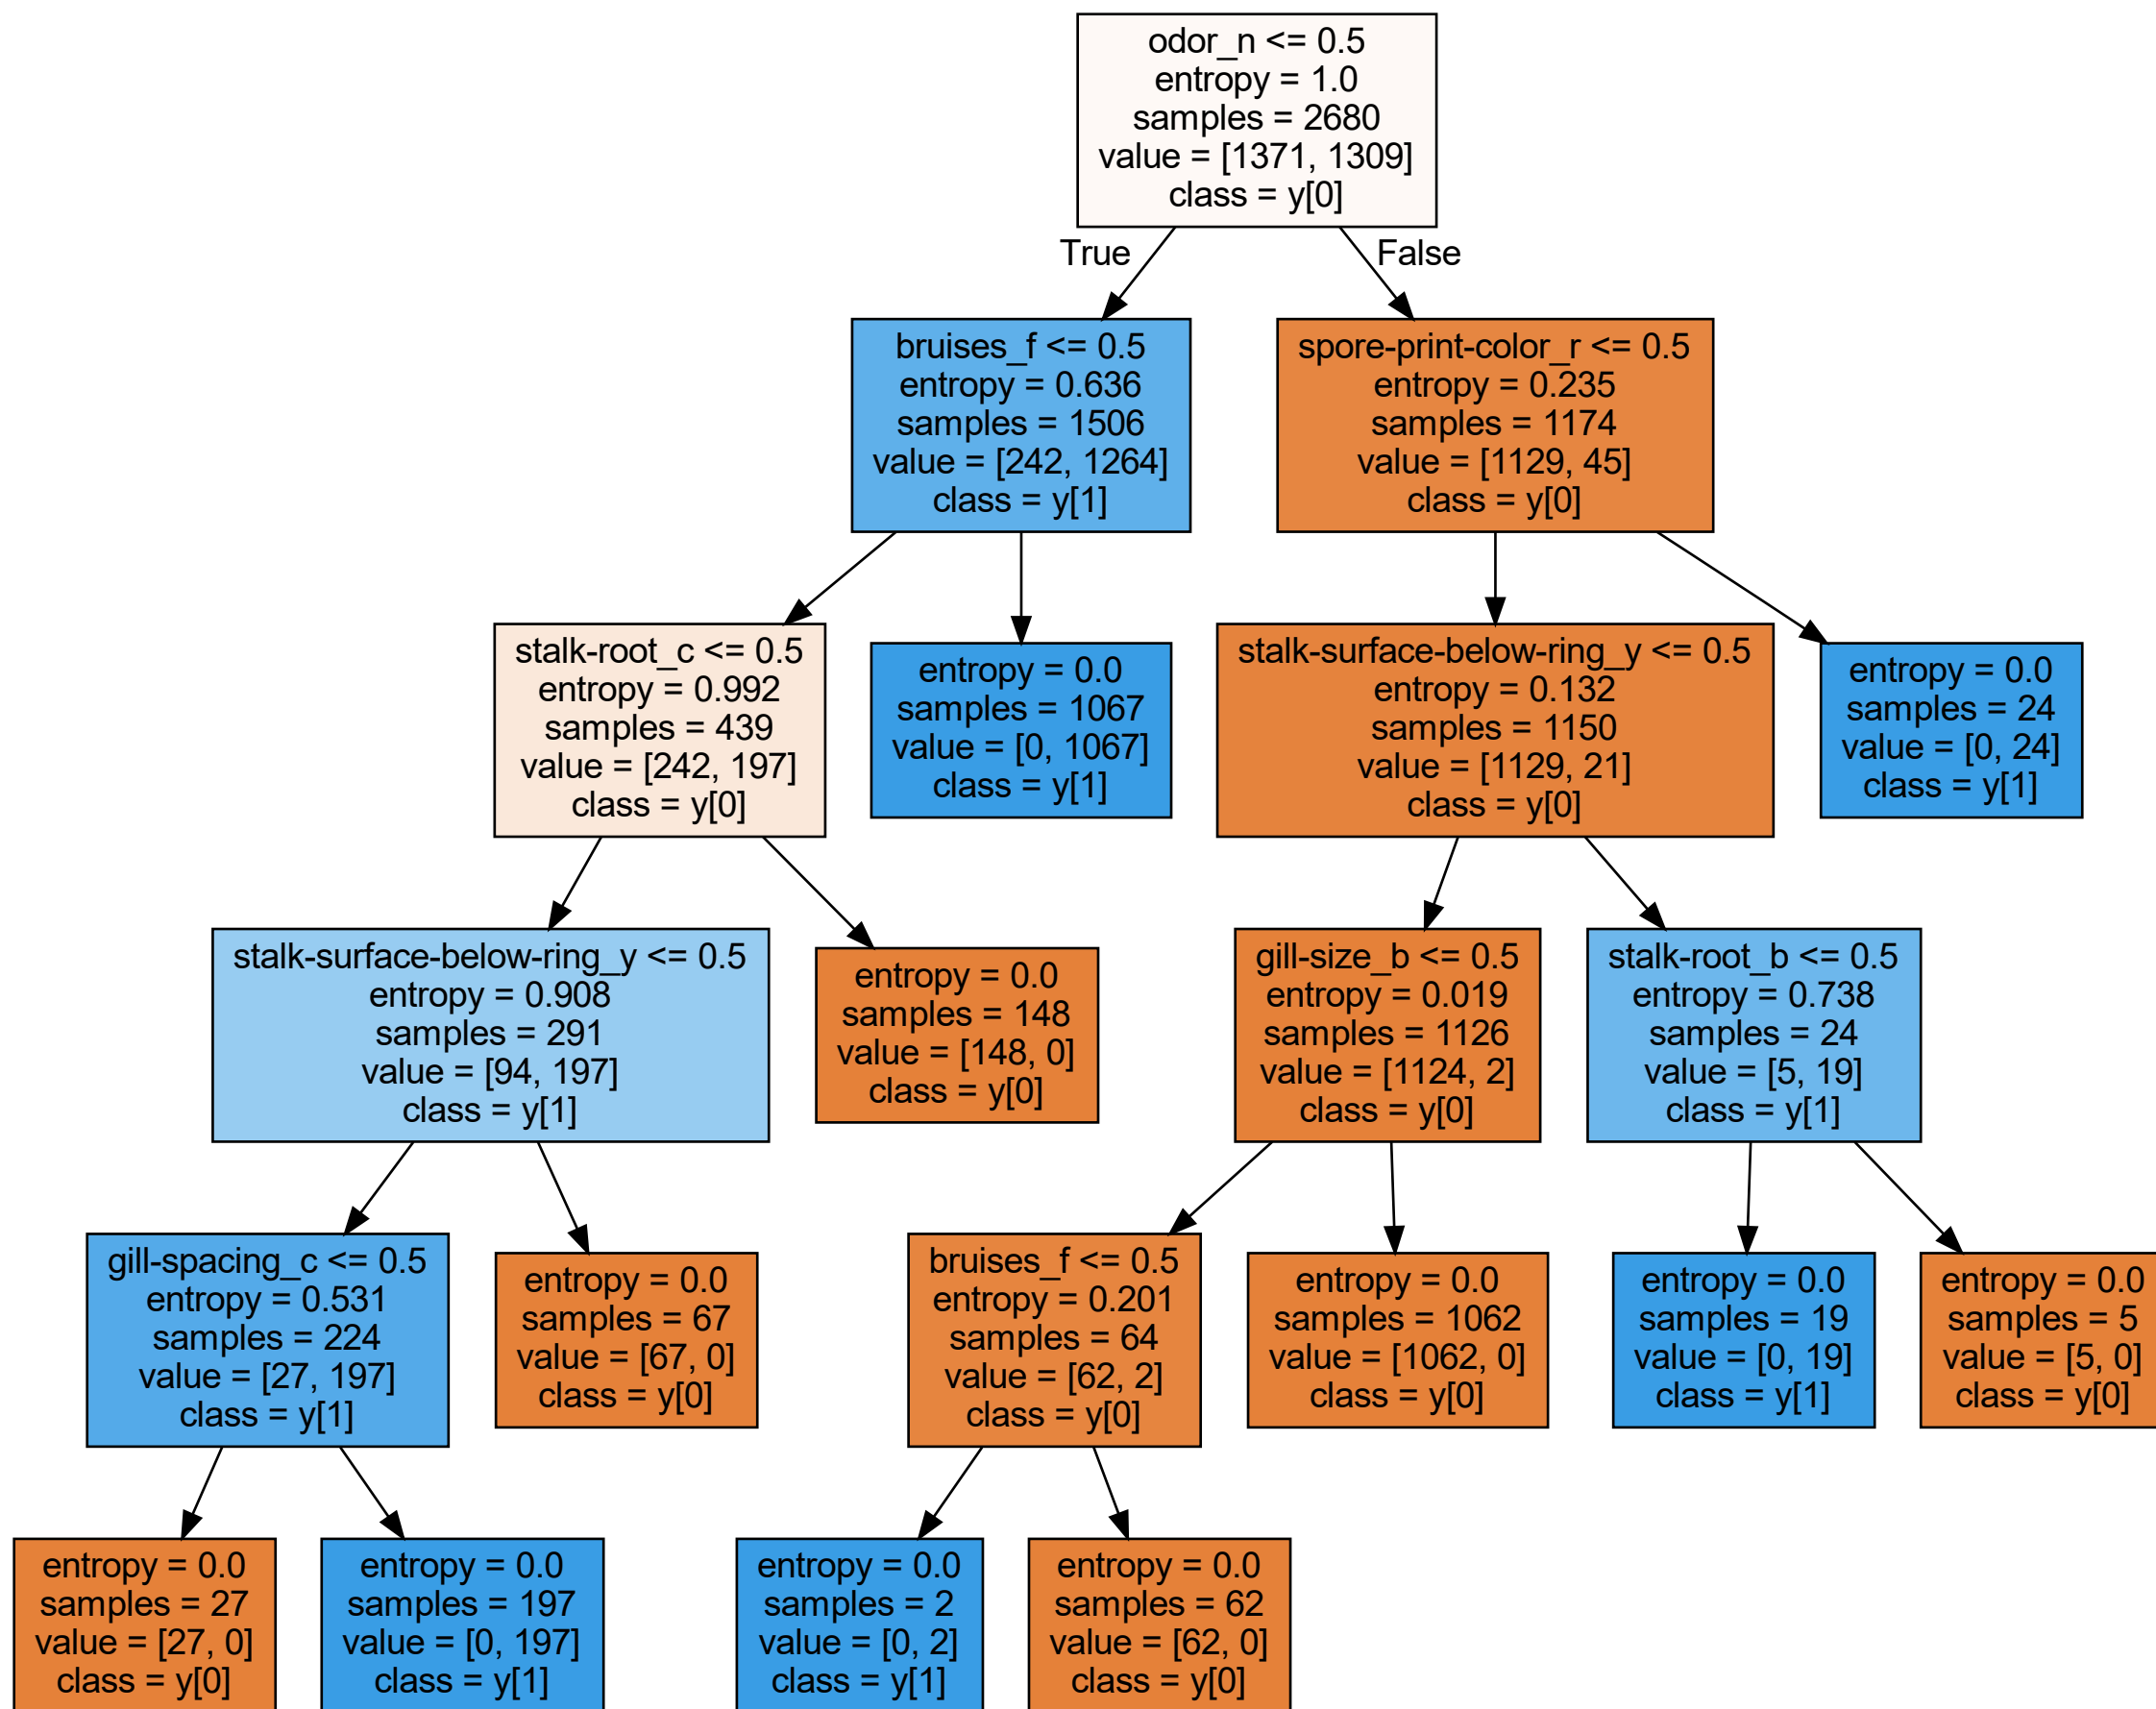 odor_n <= 0.5
entropy = 1.0
samples = 2680
value = [1371, 1309]
class = y[0]
True
False
bruises_f <= 0.5
entropy = 0.636
samples = 1506
value = [242, 1264]
class = y[1]
spore-print-color_r <= 0.5
entropy = 0.235
samples = 1174
value = [1129, 45]
class = y[0]
stalk-root_c <= 0.5
entropy = 0.992
samples = 439
value = [242, 197]
class = y[0]
entropy = 0.0
samples = 1067
value = [0, 1067]
class = y[1]
stalk-surface-below-ring_y <= 0.5
entropy = 0.132
samples = 1150
value = [1129, 21]
class = y[0]
entropy = 0.0
samples = 24
value = [0, 24]
class = y[1]
stalk-surface-below-ring_y <= 0.5
entropy = 0.908
samples = 291
value = [94, 197]
class = y[1]
entropy = 0.0
samples = 148
value = [148, 0]
class = y[0]
gill-size_b <= 0.5
entropy = 0.019
samples = 1126
value = [1124, 2]
class = y[0]
stalk-root_b <= 0.5
entropy = 0.738
samples = 24
value = [5, 19]
class = y[1]
gill-spacing_c <= 0.5
entropy = 0.531
samples = 224
value = [27, 197]
class = y[1]
entropy = 0.0
samples = 67
value = [67, 0]
class = y[0]
bruises_f <= 0.5
entropy = 0.201
samples = 64
value = [62, 2]
class = y[0]
entropy = 0.0
samples = 1062
value = [1062, 0]
class = y[0]
entropy = 0.0
samples = 19
value = [0, 19]
class = y[1]
entropy = 0.0
samples = 5
value = [5, 0]
class = y[0]
entropy = 0.0
samples = 27
value = [27, 0]
class = y[0]
entropy = 0.0
samples = 197
value = [0, 197]
class = y[1]
entropy = 0.0
samples = 2
value = [0, 2]
class = y[1]
entropy = 0.0
samples = 62
value = [62, 0]
class = y[0]